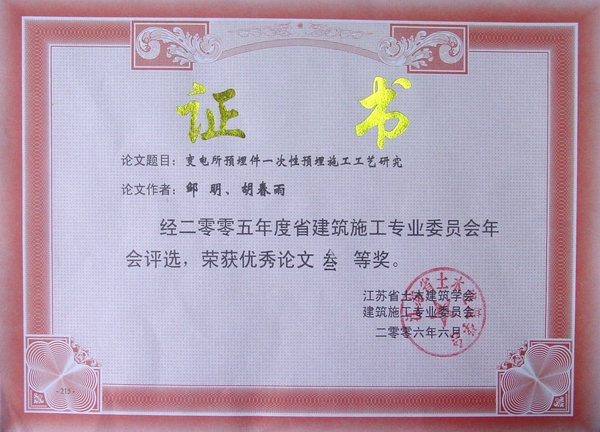 证 书
论文题目：变电所预埋件一次性预埋施工工艺研究
论文作者：邹 明、胡春雨
经二零零五年度省建筑施工专业委员会年
会评选，荣获优秀论文 叁 等奖。
江苏省土木建筑学会
建筑施工专业委员会
二零零六年六月